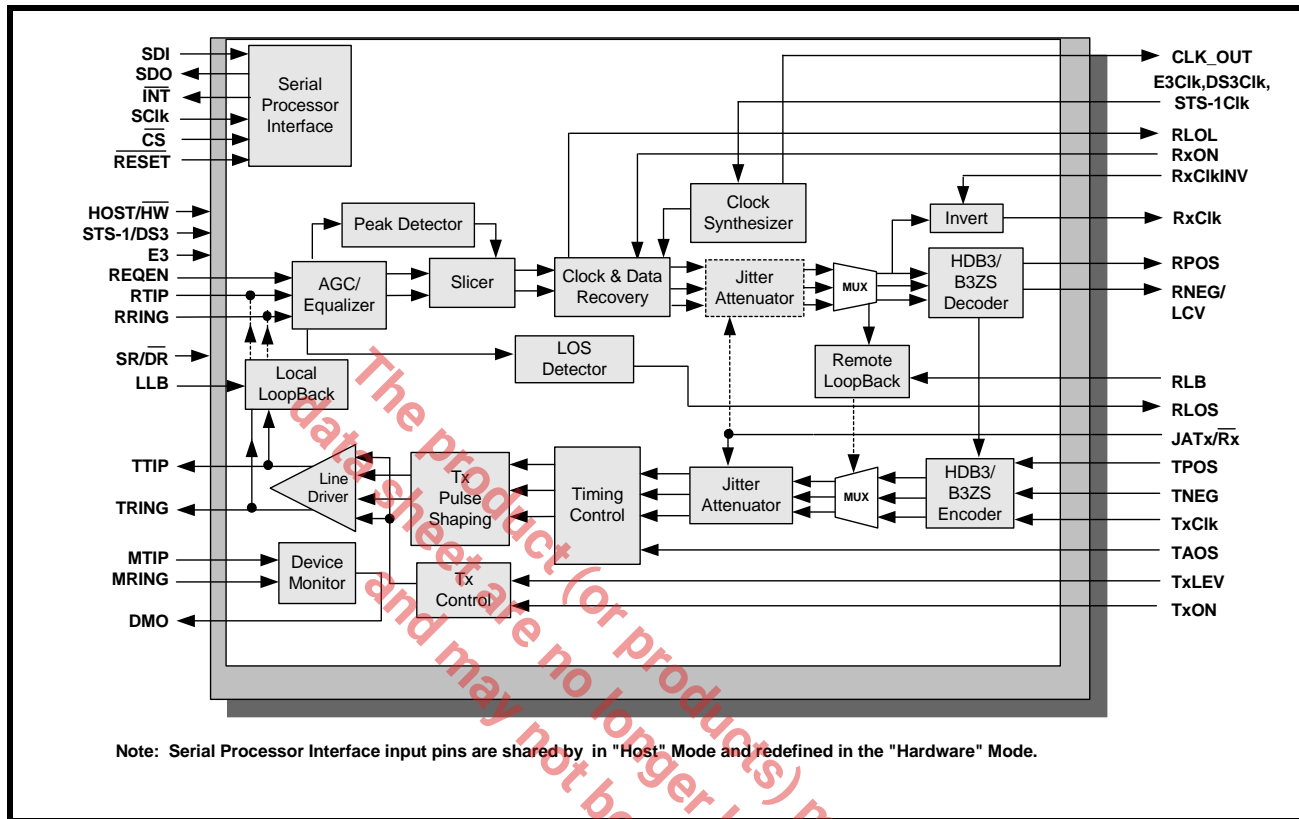 SDI
SDO
INT
SClk
CS
RESET
HOST/HW
STS-1/DS3
E3
REQEN
RTIP
RRING
SR/DR
LLB
TTIP
TRING
MTIP
MRING
DMO
Serial
Processor
Interface
Peak Detector
AGC/
Equalizer
Slicer
Clock & Data
Recovery
Clock
Synthesizer
Jitter
Attenuator
MUX
Invert
HDB3/
B3ZS
Decoder
LOS
Detector
Remote
LoopBack
Local
LoopBack
Line
Driver
Tx
Pulse
Shaping
Timing
Control
Jitter
Attenuator
MUX
HDB3/
B3ZS
Encoder
Device
Monitor
Tx
Control
CLK_OUT
E3Clk,DS3Clk,
STS-1Clk
RLOL
RxON
RxClkINV
RxClk
RPOS
RNEG/
LCV
RLB
RLOS
JATx/Rx
TPOS
TNEG
TxClk
TAOS
TxLEV
TxON
The product (or products)
data sheet are no longer
and may not be
Note: Serial Processor Interface input pins are shared by in "Host" Mode and redefined in the "Hardware" Mode.